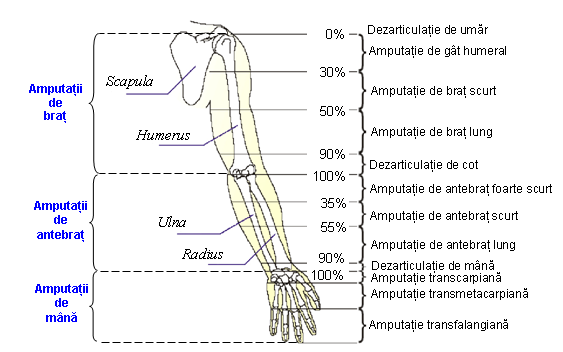 Amputații
de
braț
Amputații
de
antebraț
Amputații
de
mână
Scapula
Humerus
Ulna
Radius
0%
30%
50%
90%
100%
35%
55%
90%
100%
Dezarticulație de umăr
Amputație de gât humeral
Amputație de braț scurt
Amputație de braț lung
Dezarticulație de cot
Amputație de antebraț foarte scurt
Amputație de antebraț scurt
Amputație de antebraț lung
Dezarticulație de mână
Amputație transcarpiană
Amputație transmetacarpiană
Amputație transfalangiană